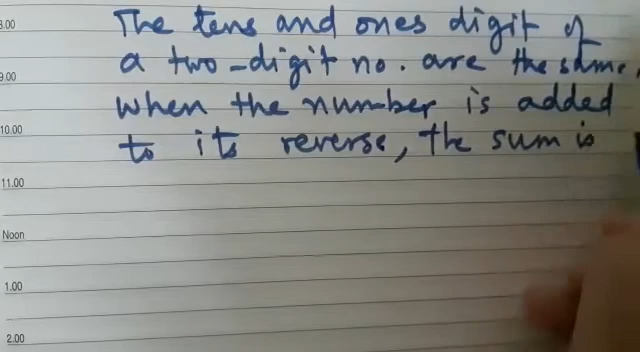 The tens and ones digit of
a two-digit no. are the same.
when the number is added
to its reverse, the sum is
8.00
9.00
10.00
11.00
Noon
1.00
2.00